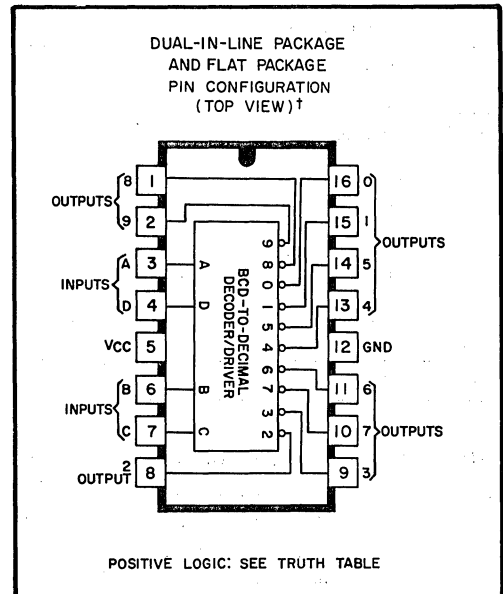 DUAL-IN-LINE PACKAGE
AND FLAT PACKAGE
PIN CONFIGURATION
(TOP VIEW)†
OUTPUTS
8 1
9 2
INPUTS
A 3 A
D 4 D
VCC 5
INPUTS
B 6 B
C 7 C
2
OUTPUT 8
BCD-TO-DECIMAL
DECODER/DRIVER
9
8
0
1
5
4
6
7
3
2
16 0
15 1
14 5
13 4
OUTPUTS
12 GND
11 6
10 7
9 3
OUTPUTS
POSITIVE LOGIC: SEE TRUTH TABLE